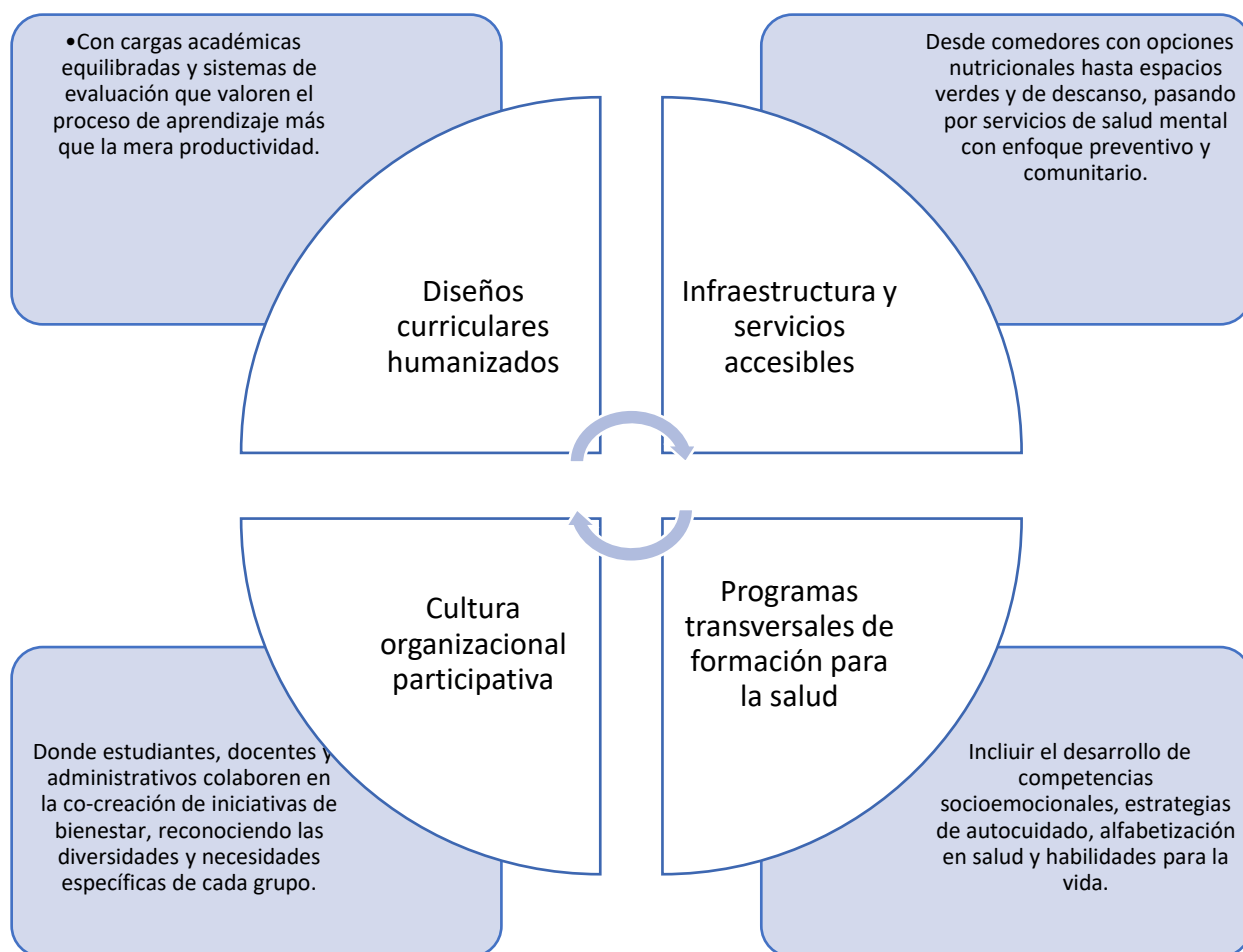 •Con cargas académicas
equilibradas y sistemas de
evaluación que valoren el
proceso de aprendizaje más
que la mera productividad.
Desde comedores con opciones
nutricionales hasta espacios
verdes y de descanso, pasando
por servicios de salud mental
con enfoque preventivo y
comunitario.
Diseños
curriculares
humanizados
Infraestructura y
servicios
accesibles
Cultura
organizacional
participativa
Programas
transversales de
formación para
la salud
Donde estudiantes, docentes y
administrativos colaboren en
la co-creación de iniciativas de
bienestar, reconociendo las
diversidades y necesidades
específicas de cada grupo.
Incliuir el desarrollo de
competencias
socioemocionales, estrategias
de autocuidado, alfabetización
en salud y habilidades para la
vida.